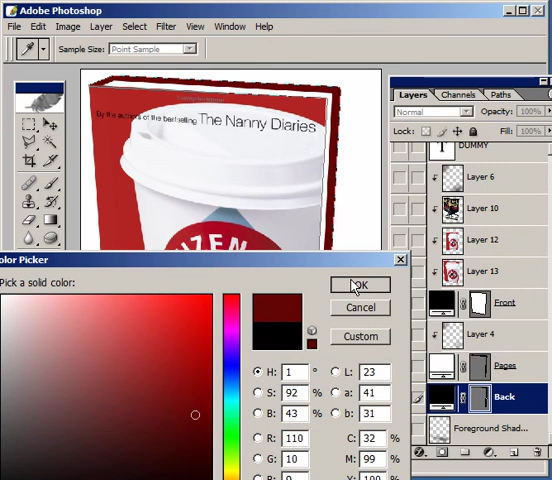 Adobe Photoshop
File Edit Image Layer Select Filter View Window Help
Sample Size: Point Sample
By the authors of the bestselling The Nanny Diaries
IZEN
Layers Channels Paths
Normal Opacity: 100%
Lock: Fill: 100%
T DUMMY
Layer 6
Layer 10
Layer 12
Layer 13
Front
Layer 4
Pages
Back
Foreground Shad...
olor Picker
Pick a solid color:
OK
Cancel
Custom
H: 1 ° L: 23
S: 92 % a: 41
B: 43 % b: 31
R: 110 C: 32 %
G: 10 M: 99 %
B: 9 Y: 100 %